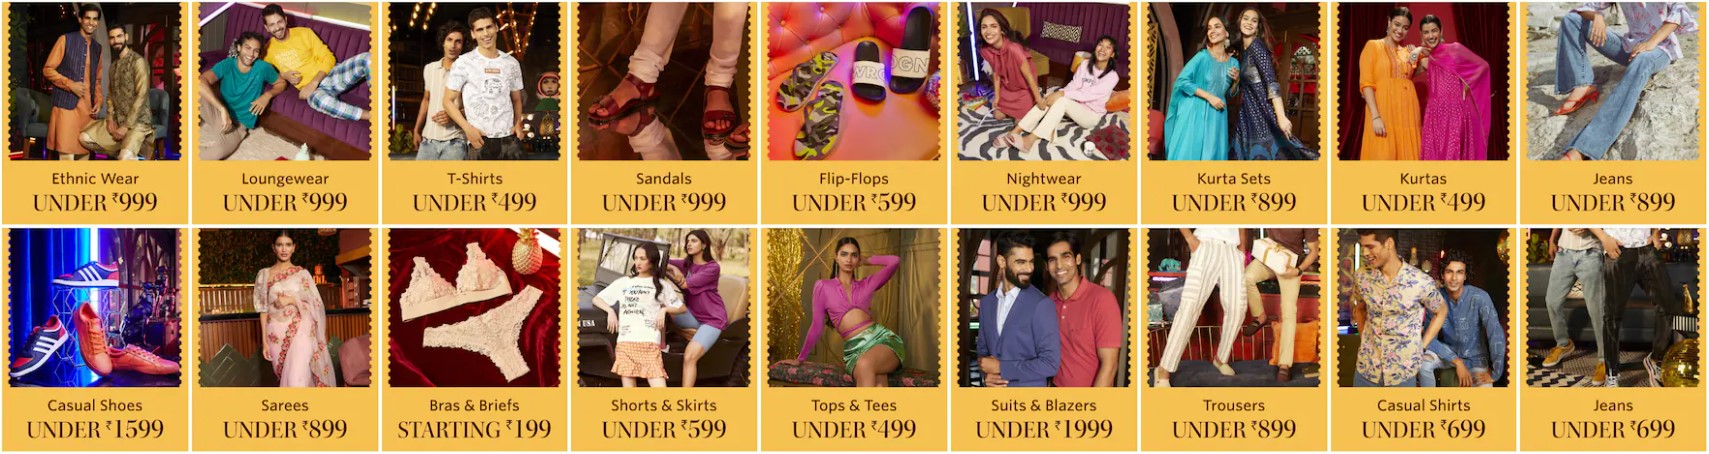 Ethnic Wear
UNDER ₹999
Loungewear
UNDER ₹999
T-Shirts
UNDER ₹499
Sandals
UNDER ₹999
Flip-Flops
UNDER ₹599
Nightwear
UNDER ₹999
Kurta Sets
UNDER ₹899
Kurtas
UNDER ₹499
Jeans
UNDER ₹899
Casual Shoes
UNDER ₹1599
Sarees
UNDER ₹899
Bras & Briefs
STARTING ₹199
Shorts & Skirts
UNDER ₹599
Tops & Tees
UNDER ₹499
Suits & Blazers
UNDER ₹1999
Trousers
UNDER ₹899
Casual Shirts
UNDER ₹699
Jeans
UNDER ₹699